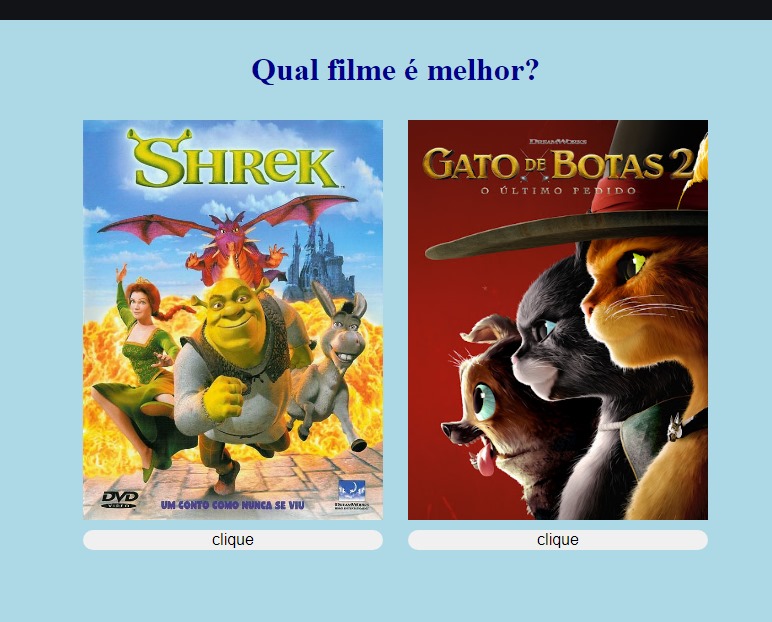 Qual filme é melhor?
SHREK
DVD
VIDEO
UM CONTO COMO NUNCA SE VIU
DREAMWORKS
clique
DREAMWORKS
GATO DE BOTAS 2
O ÚLTIMO PEDIDO
clique